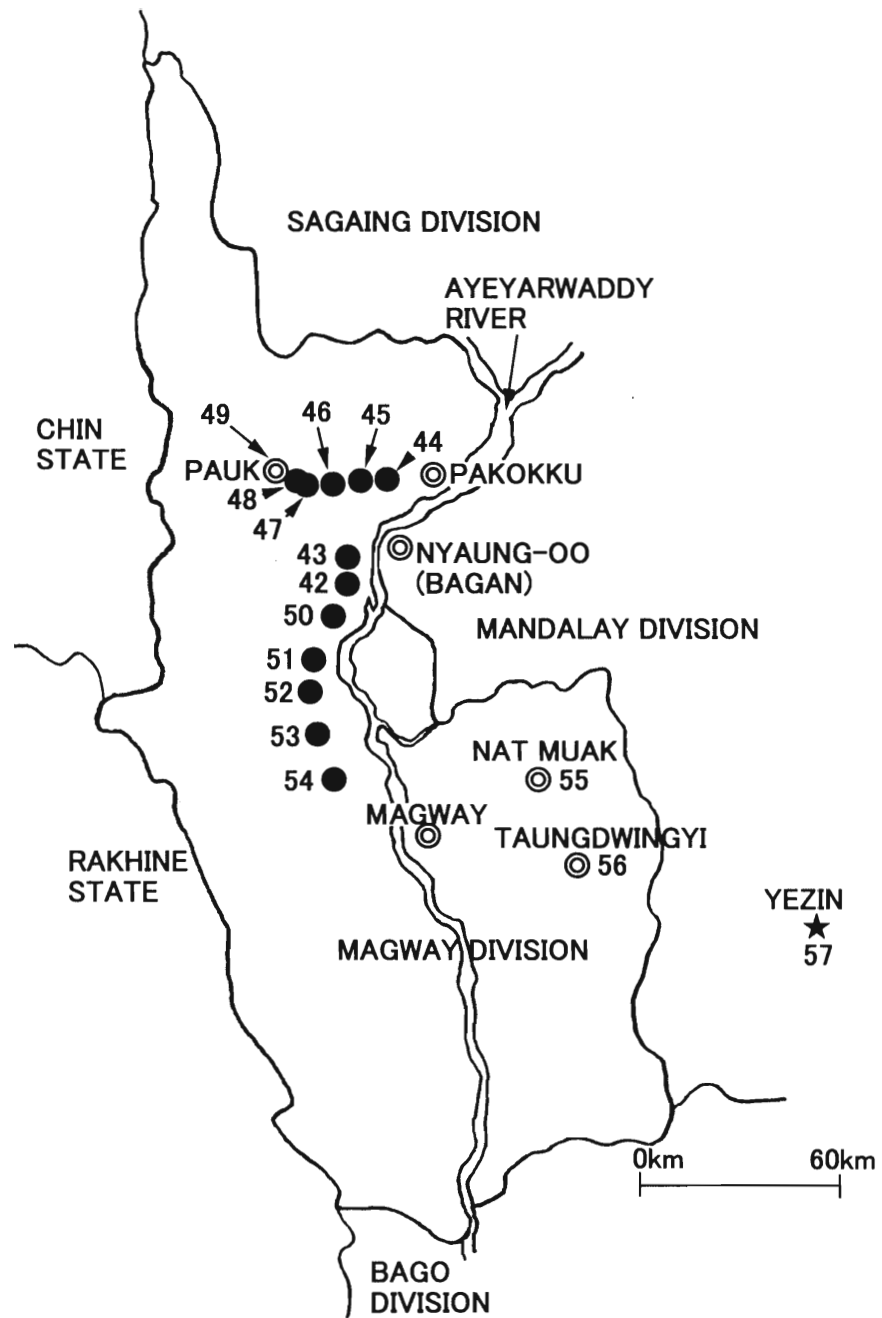 SAGAING DIVISION
AYEYARWADDY
RIVER
CHIN
STATE
49
46
45
44
PAUK
PAKOKKU
48
47
43
NYAUNG-OO
(BAGAN)
42
50
MANDALAY DIVISION
51
52
53
NAT MUAK
54
55
MAGWAY
TAUNGDWINGYI
56
RAKHINE
STATE
YEZIN
57
MAGWAY DIVISION
0km 60km
BAGO
DIVISION